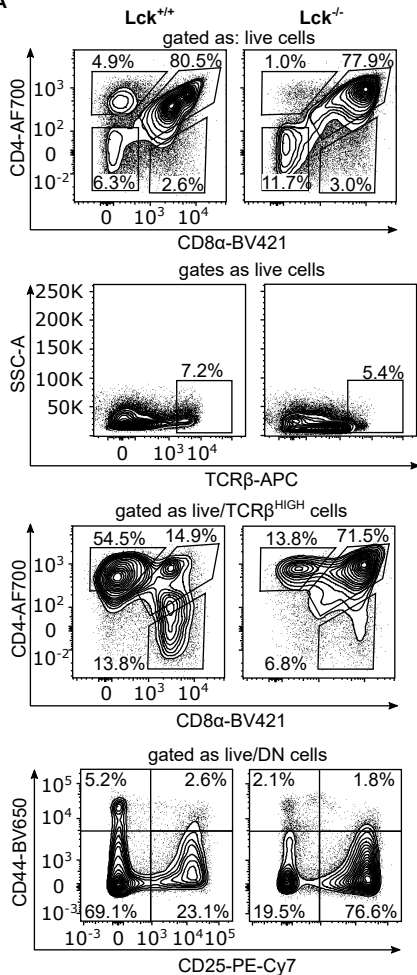 A
Lck+/+ Lck-/-
gated as: live cells
4.9% 80.5% 1.0% 77.9%
10³
10²
0
10⁻²
6.3% 2.6% 11.7% 3.0%
0 10³ 10⁴
CD4-AF700
CD8α-BV421
gates as live cells
250K
200K
150K
100K
50K
7.2% 5.4%
0 10³ 10⁴
SSC-A
TCRβ-APC
gated as live/TCRβHIGH cells
54.5% 14.9% 13.8% 71.5%
10³
10²
0
10⁻²
13.8% 6.8%
0 10³ 10⁴
CD4-AF700
CD8α-BV421
gated as live/DN cells
5.2% 2.6% 2.1% 1.8%
10⁵
10⁴
10³
0
10⁻³
69.1% 23.1% 19.5% 76.6%
10⁻³ 0 10³ 10⁴ 10⁵
CD44-BV650
CD25-PE-Cy7